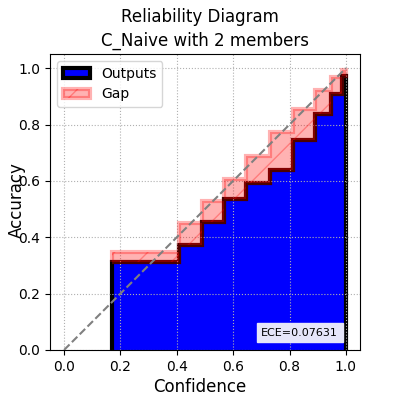 Reliability Diagram
C_Naive with 2 members
Outputs
Gap
1.0
0.8
0.6
0.4
0.2
0.0
Accuracy
ECE=0.07631
0.0 0.2 0.4 0.6 0.8 1.0
Confidence